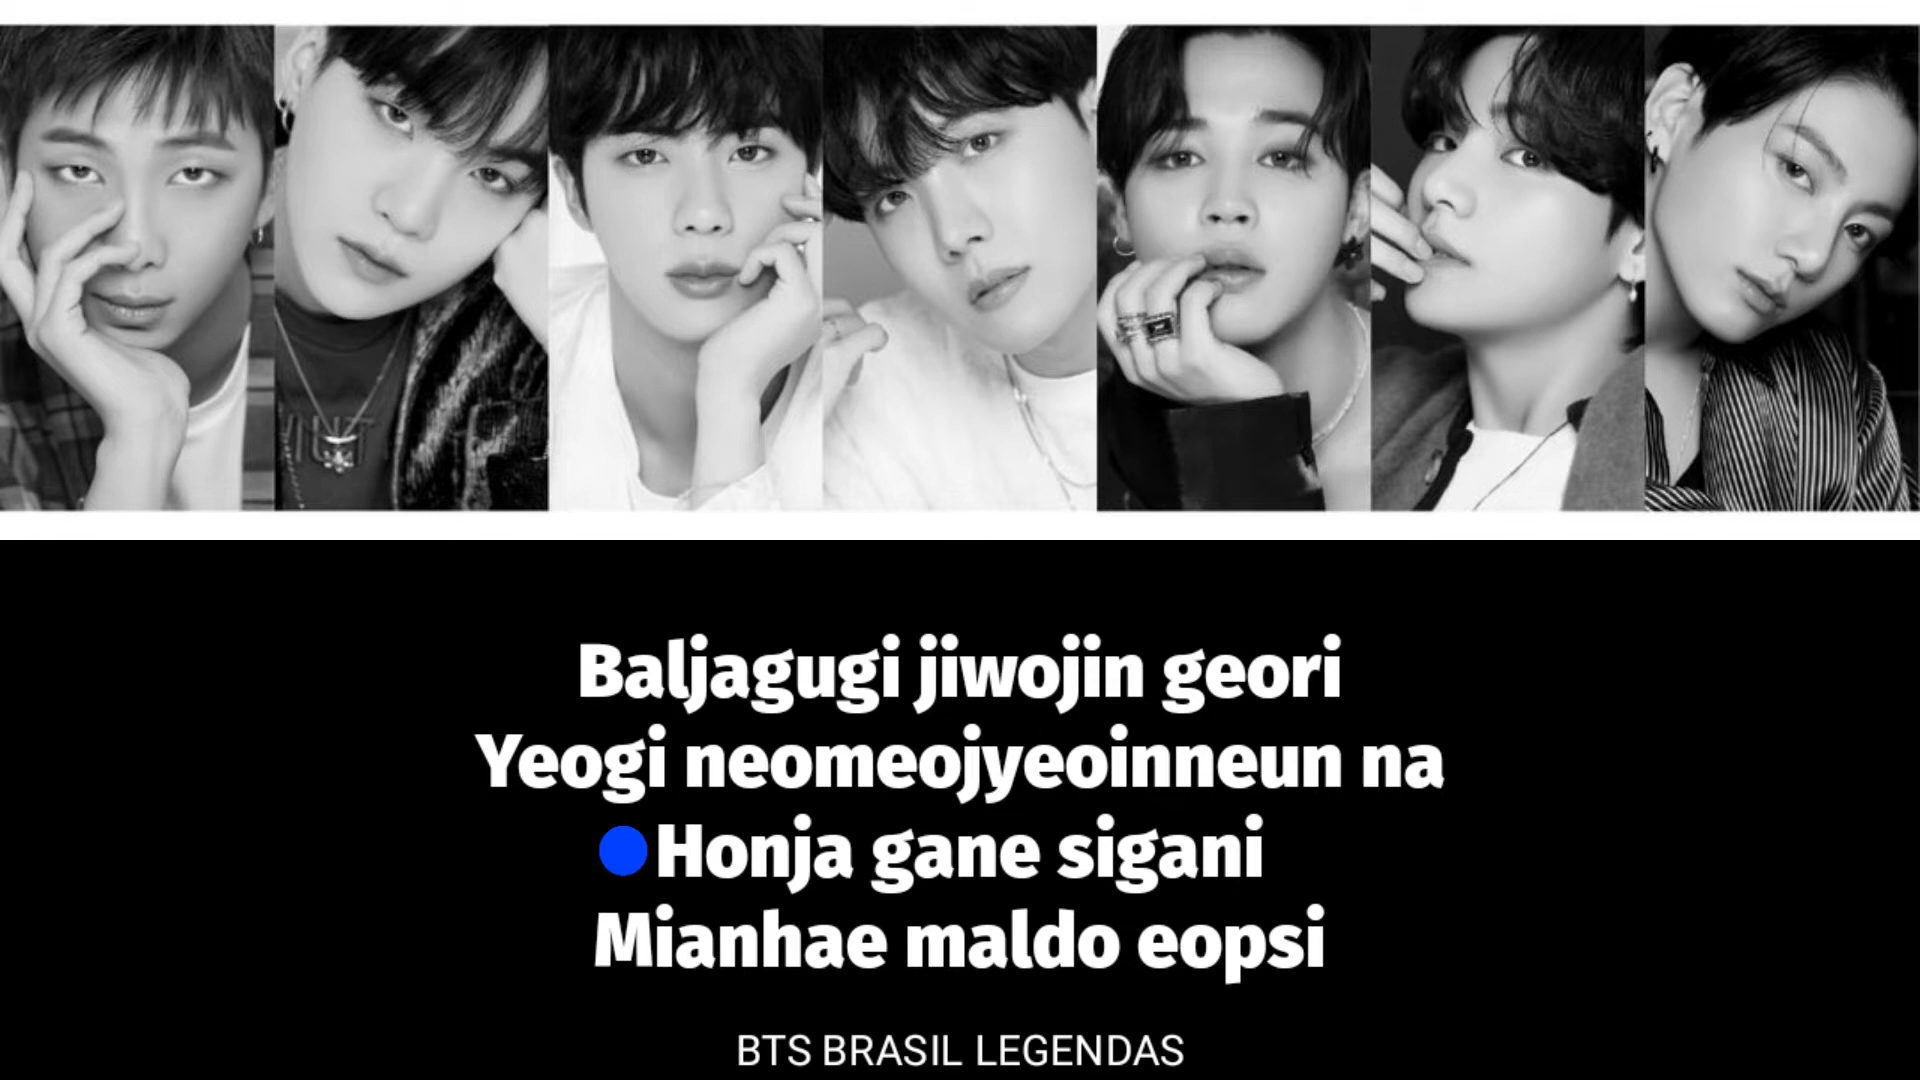 Baljagugi jiwojin geori
Yeogi neomeojyeoinneun na
Honja gane sigani
Mianhae maldo eopsi
BTS BRASIL LEGENDAS